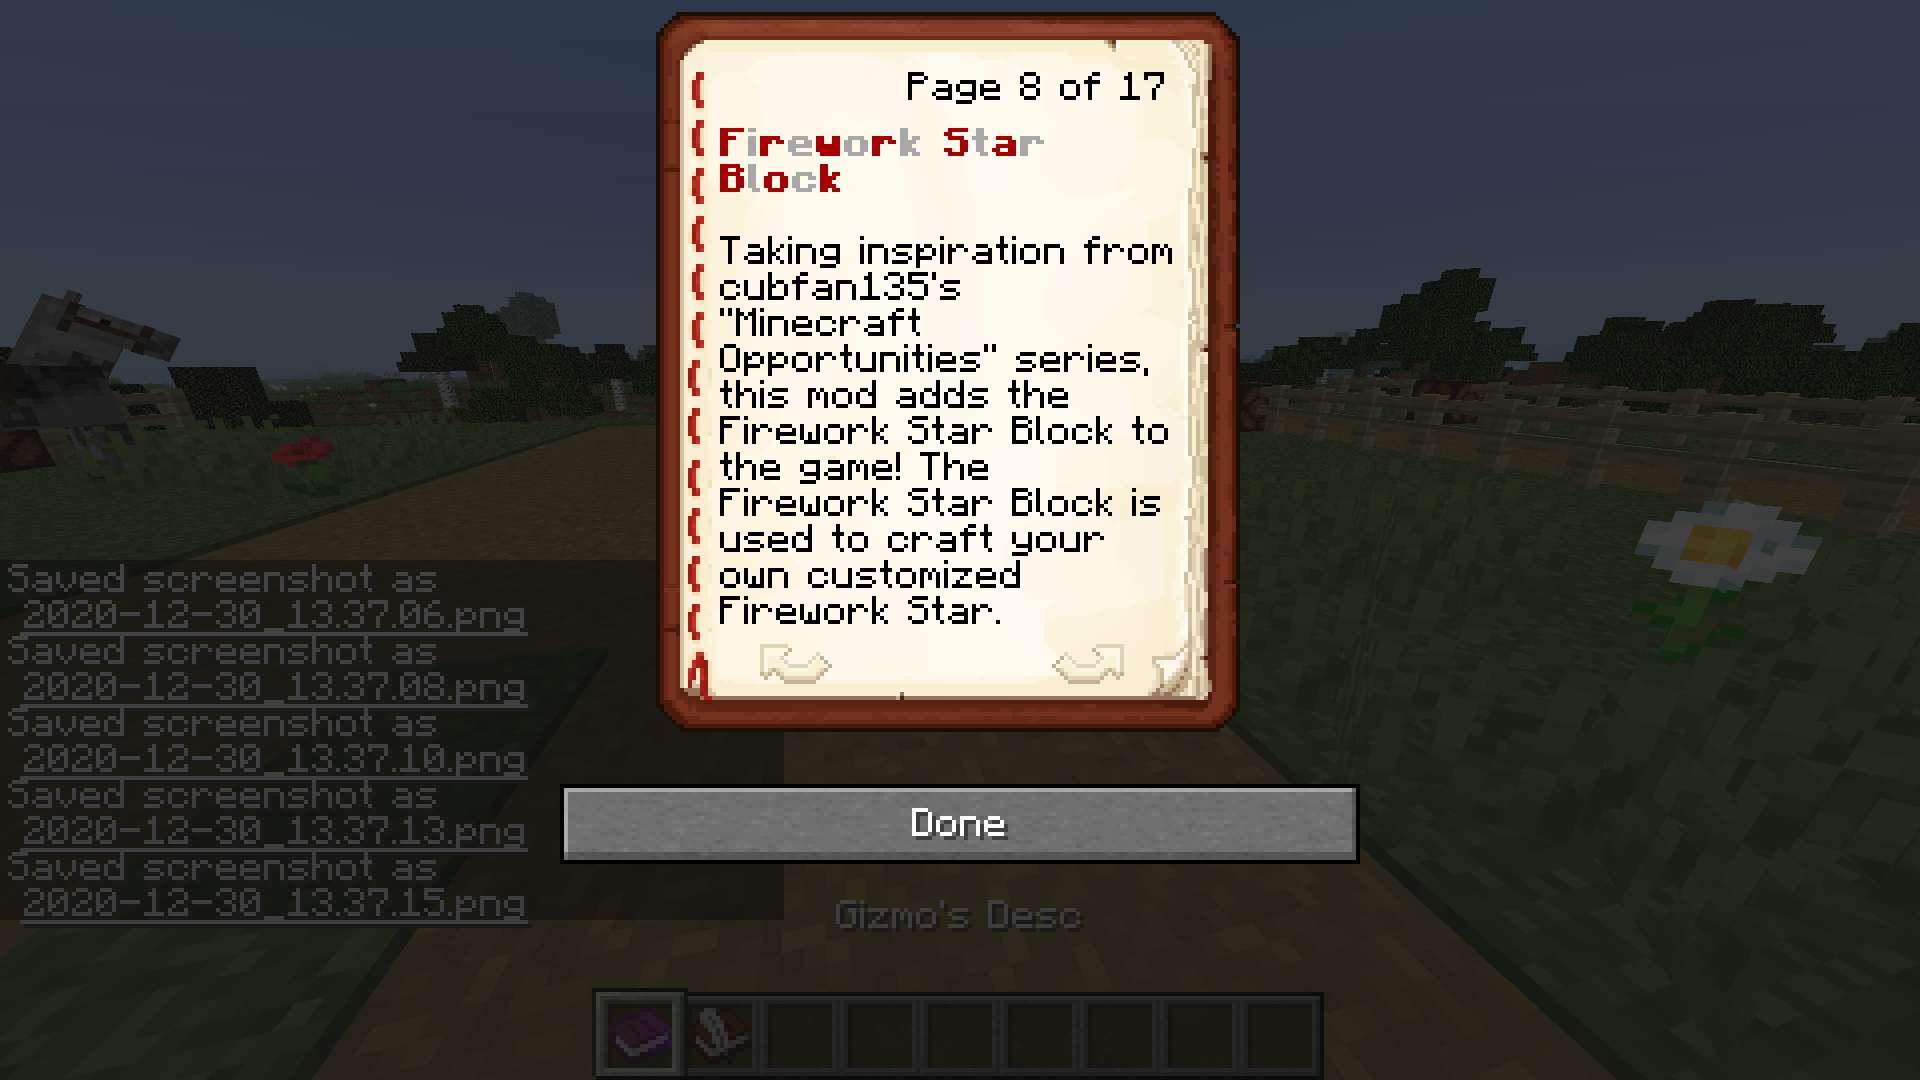 Page 8 of 17
Firework Star
Block
Taking inspiration from
cubfan135's
"Minecraft
Opportunities" series,
this mod adds the
Firework Star Block to
the game! The
Firework Star Block is
used to craft your
own customized
Firework Star.
Saved screenshot as
2020-12-30_13.37.06.png
Saved screenshot as
2020-12-30_13.37.08.png
Saved screenshot as
2020-12-30_13.37.10.png
Saved screenshot as
2020-12-30_13.37.13.png
Saved screenshot as
2020-12-30_13.37.15.png
Done
Gizmo's Desc